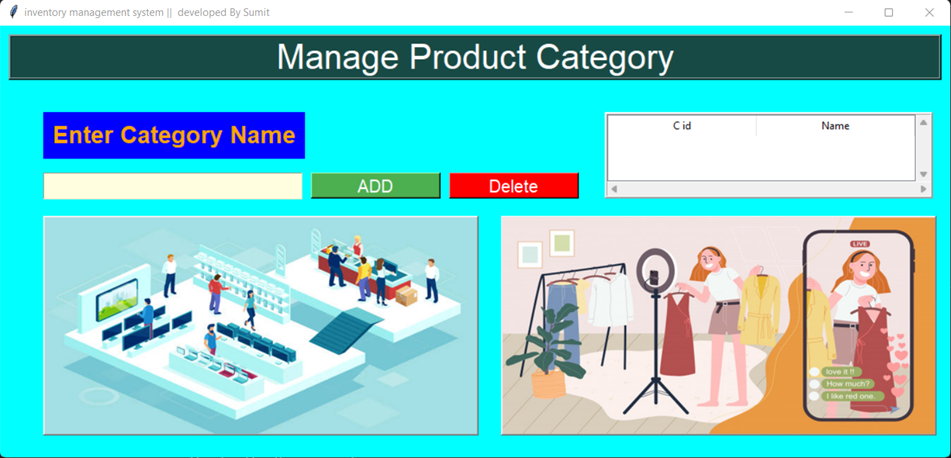 inventory management system || developed By Sumit
Manage Product Category
Enter Category Name
C id Name
ADD Delete
LIVE
love it !!
How much?
I like red one.